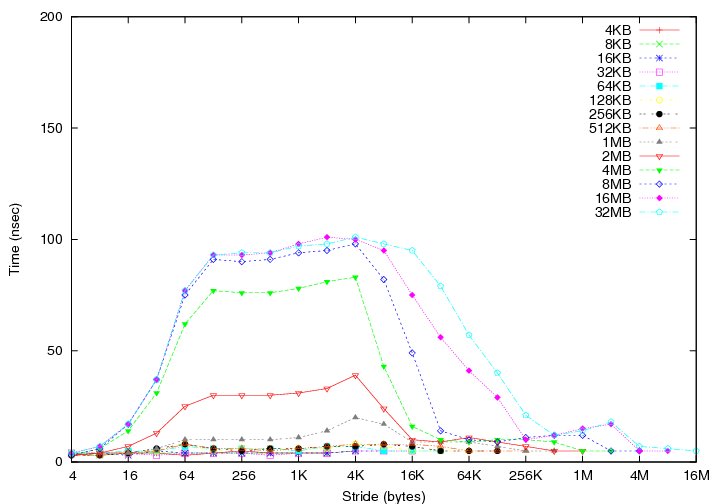 200
150
100
50
0
Time (nsec)
4KB
8KB
16KB
32KB
64KB
128KB
256KB
512KB
1MB
2MB
4MB
8MB
16MB
32MB
4 16 64 256 1K 4K 16K 64K 256K 1M 4M 16M
Stride (bytes)